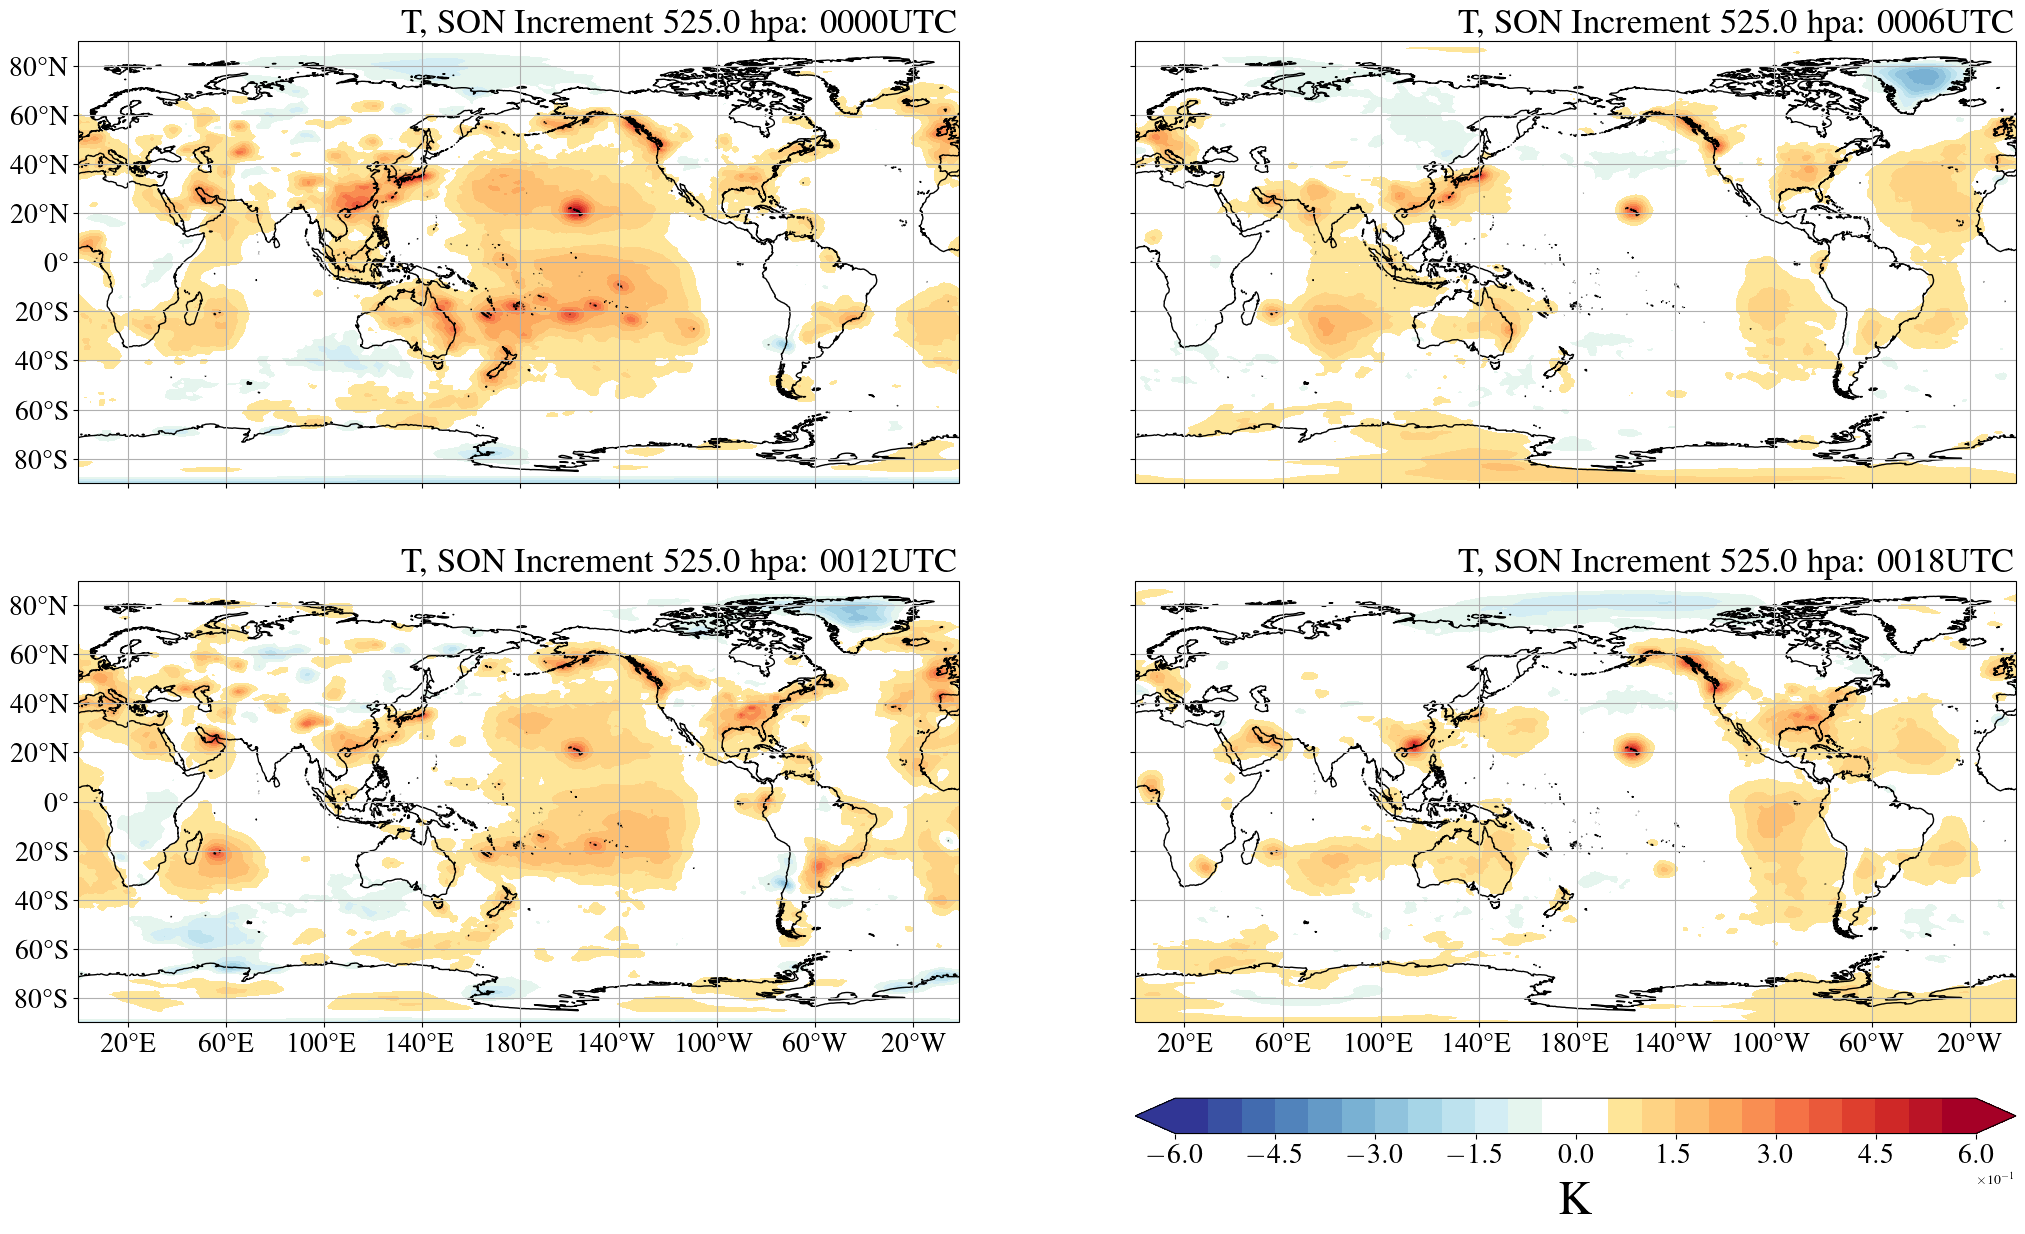 T, SON Increment 525.0 hpa: 0000UTC
T, SON Increment 525.0 hpa: 0006UTC
80°N
60°N
40°N
20°N
0°
20°S
40°S
60°S
80°S
T, SON Increment 525.0 hpa: 0012UTC
T, SON Increment 525.0 hpa: 0018UTC
80°N
60°N
40°N
20°N
0°
20°S
40°S
60°S
80°S
20°E 60°E 100°E 140°E 180°E 140°W 100°W 60°W 20°W
20°E 60°E 100°E 140°E 180°E 140°W 100°W 60°W 20°W
−6.0 −4.5 −3.0 −1.5 0.0 1.5 3.0 4.5 6.0
×10⁻¹
K